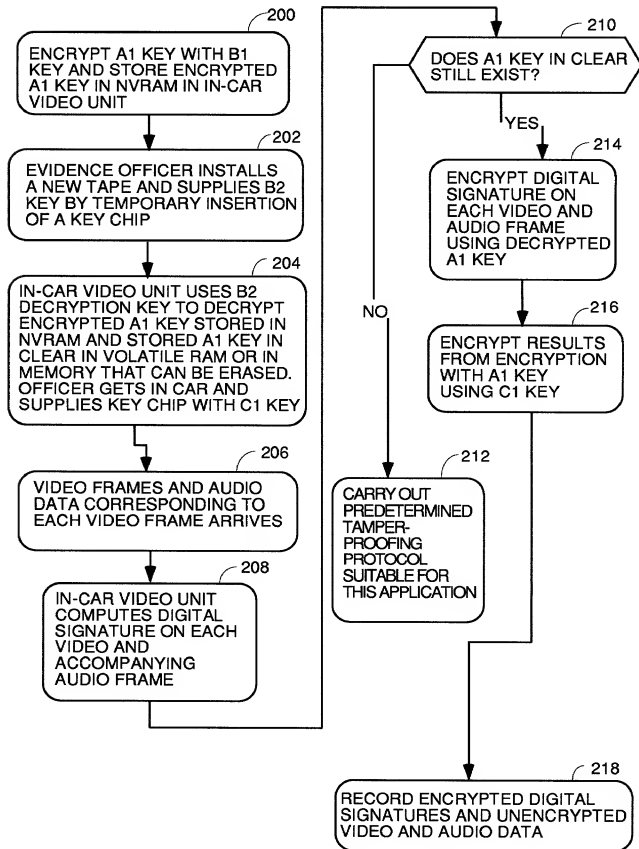 200
ENCRYPT A1 KEY WITH B1
KEY AND STORE ENCRYPTED
A1 KEY IN NVRAM IN IN-CAR
VIDEO UNIT
202
EVIDENCE OFFICER INSTALLS
A NEW TAPE AND SUPPLIES B2
KEY BY TEMPORARY INSERTION
OF A KEY CHIP
204
IN-CAR VIDEO UNIT USES B2
DECRYPTION KEY TO DECRYPT
ENCRYPTED A1 KEY STORED IN
NVRAM AND STORED A1 KEY IN
CLEAR IN VOLATILE RAM OR IN
MEMORY THAT CAN BE ERASED.
OFFICER GETS IN CAR AND
SUPPLIES KEY CHIP WITH C1 KEY
206
VIDEO FRAMES AND AUDIO
DATA CORRESPONDING TO
EACH VIDEO FRAME ARRIVES
208
IN-CAR VIDEO UNIT
COMPUTES DIGITAL
SIGNATURE ON EACH
VIDEO AND
ACCOMPANYING
AUDIO FRAME
210
DOES A1 KEY IN CLEAR
STILL EXIST?
YES
NO
214
ENCRYPT DIGITAL
SIGNATURE ON
EACH VIDEO AND
AUDIO FRAME
USING DECRYPTED
A1 KEY
216
ENCRYPT RESULTS
FROM ENCRYPTION
WITH A1 KEY
USING C1 KEY
212
CARRY OUT
PREDETERMINED
TAMPER-
PROOFING
PROTOCOL
SUITABLE FOR
THIS APPLICATION
218
RECORD ENCRYPTED DIGITAL
SIGNATURES AND UNENCRYPTED
VIDEO AND AUDIO DATA